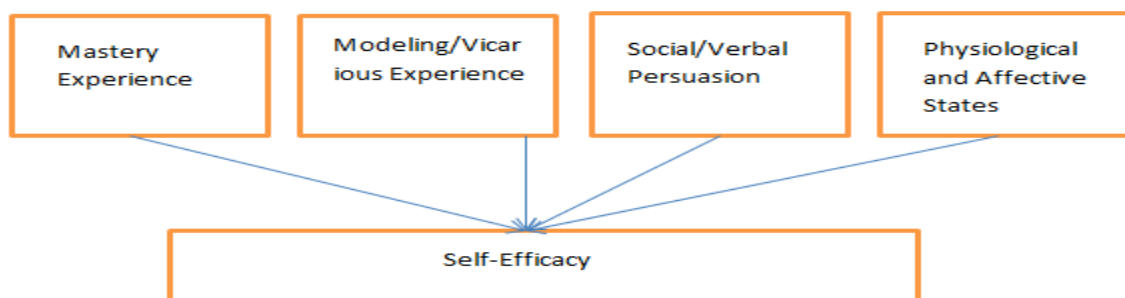 Mastery
Experience
Modeling/Vicar
ious Experience
Social/Verbal
Persuasion
Physiological
and Affective
States
Self-Efficacy